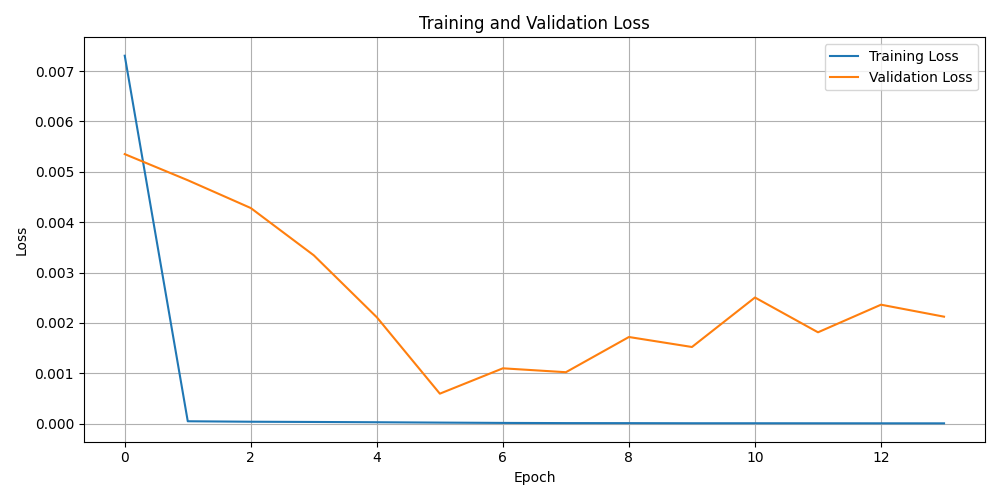 Training and Validation Loss
Training Loss
Validation Loss
0.007
0.006
0.005
0.004
0.003
0.002
0.001
0.000
Loss
0 2 4 6 8 10 12
Epoch